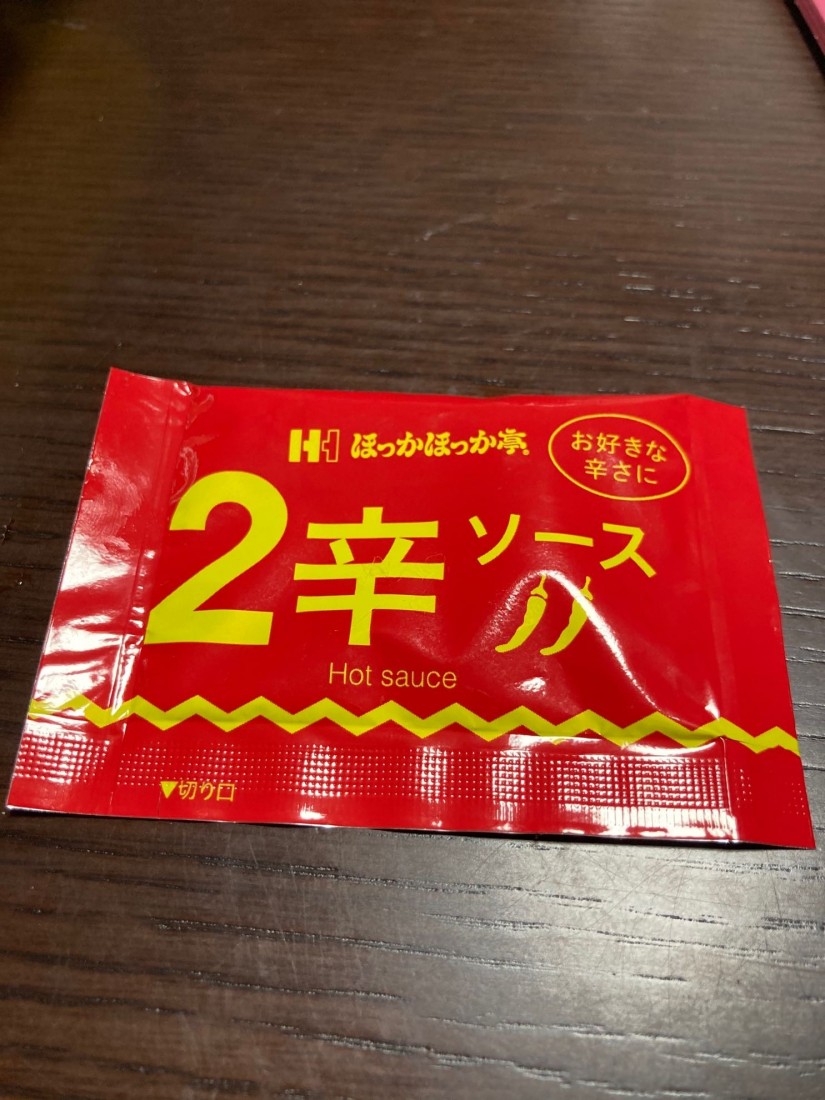 ほっかほっか亭
お好きな
辛さに
2辛ソース
Hot sauce
▼切り口